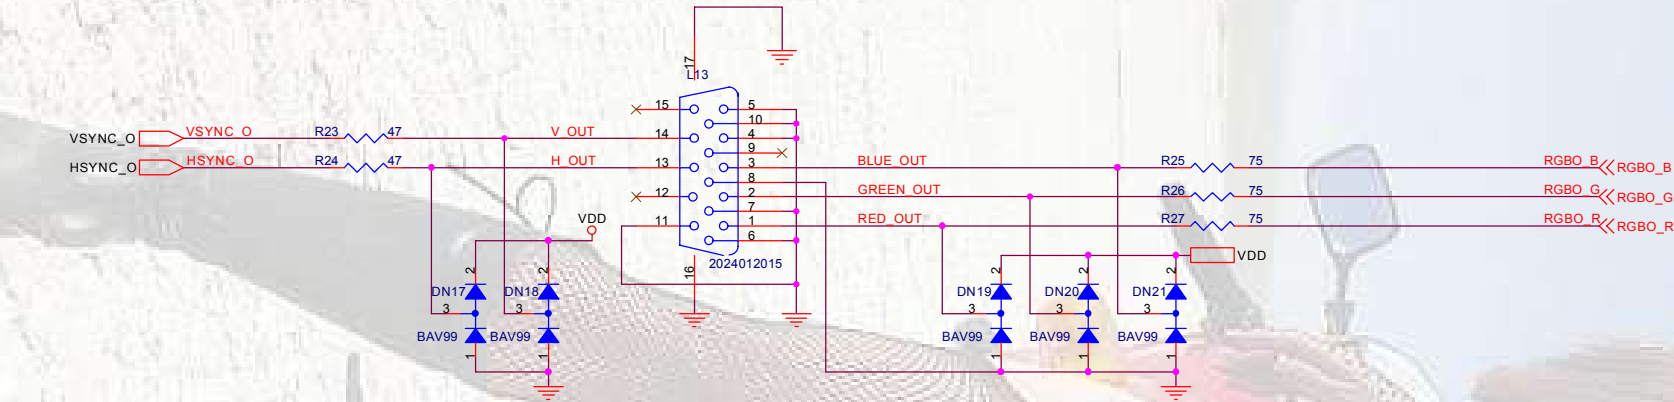 17
L13
15
5
10
VSYNC_O
VSYNC_O
R23
47
V_OUT
14
4
9
HSYNC_O
HSYNC_O
R24
47
H_OUT
13
3
BLUE_OUT
R25
75
RGBO_B
RGBO_B
8
12
2
GREEN_OUT
R26
75
RGBO_G
RGBO_G
7
VDD
11
1
RED_OUT
R27
75
RGBO_R
RGBO_R
6
16
2024012015
VDD
2
2
2
2
2
DN17
DN18
DN19
DN20
DN21
3
3
3
3
3
BAV99
BAV99
BAV99
BAV99
BAV99
1
1
1
1
1